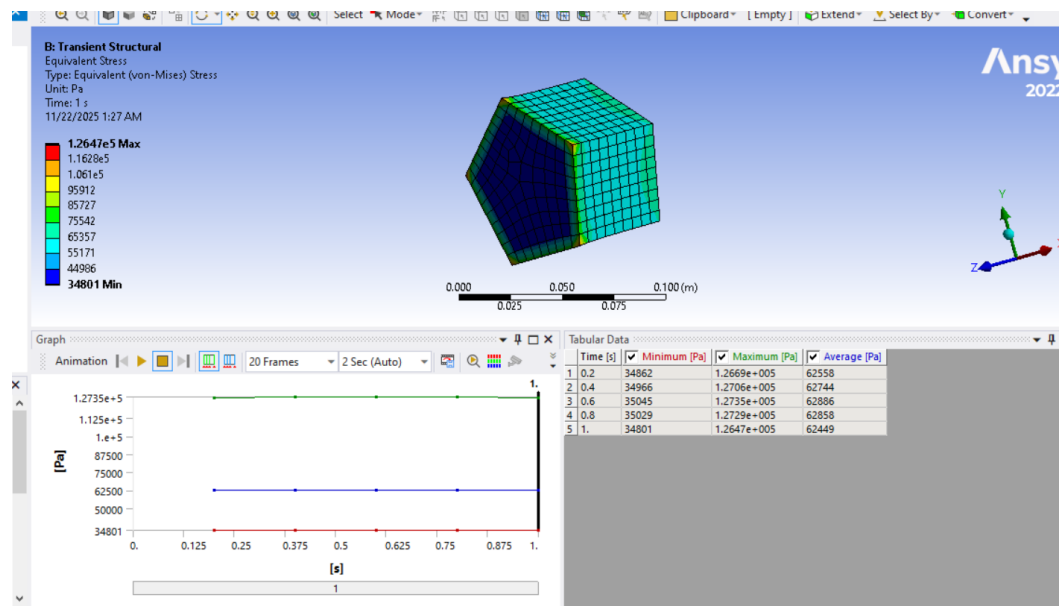 Select Mode Clipboard [ Empty ] Extend Select By Convert
B: Transient Structural
Equivalent Stress
Type: Equivalent (von-Mises) Stress
Unit: Pa
Time: 1 s
11/22/2025 1:27 AM
1.2647e5 Max
1.1628e5
1.061e5
95912
85727
75542
65357
55171
44986
34801 Min
Ansy
2022
0.000 0.050 0.100 (m)
0.025 0.075
Y
Z
Graph
Animation 20 Frames 2 Sec (Auto)
1.
1.2735e+5
1.125e+5
1.e+5
87500
75000
62500
50000
34801
[Pa]
0. 0.125 0.25 0.375 0.5 0.625 0.75 0.875 1.
[s]
1
Tabular Data
Time [s] Minimum [Pa] Maximum [Pa] Average [Pa]
1 0.2 34862 1.2669e+005 62558
2 0.4 34966 1.2706e+005 62744
3 0.6 35045 1.2735e+005 62886
4 0.8 35029 1.2729e+005 62858
5 1. 34801 1.2647e+005 62449